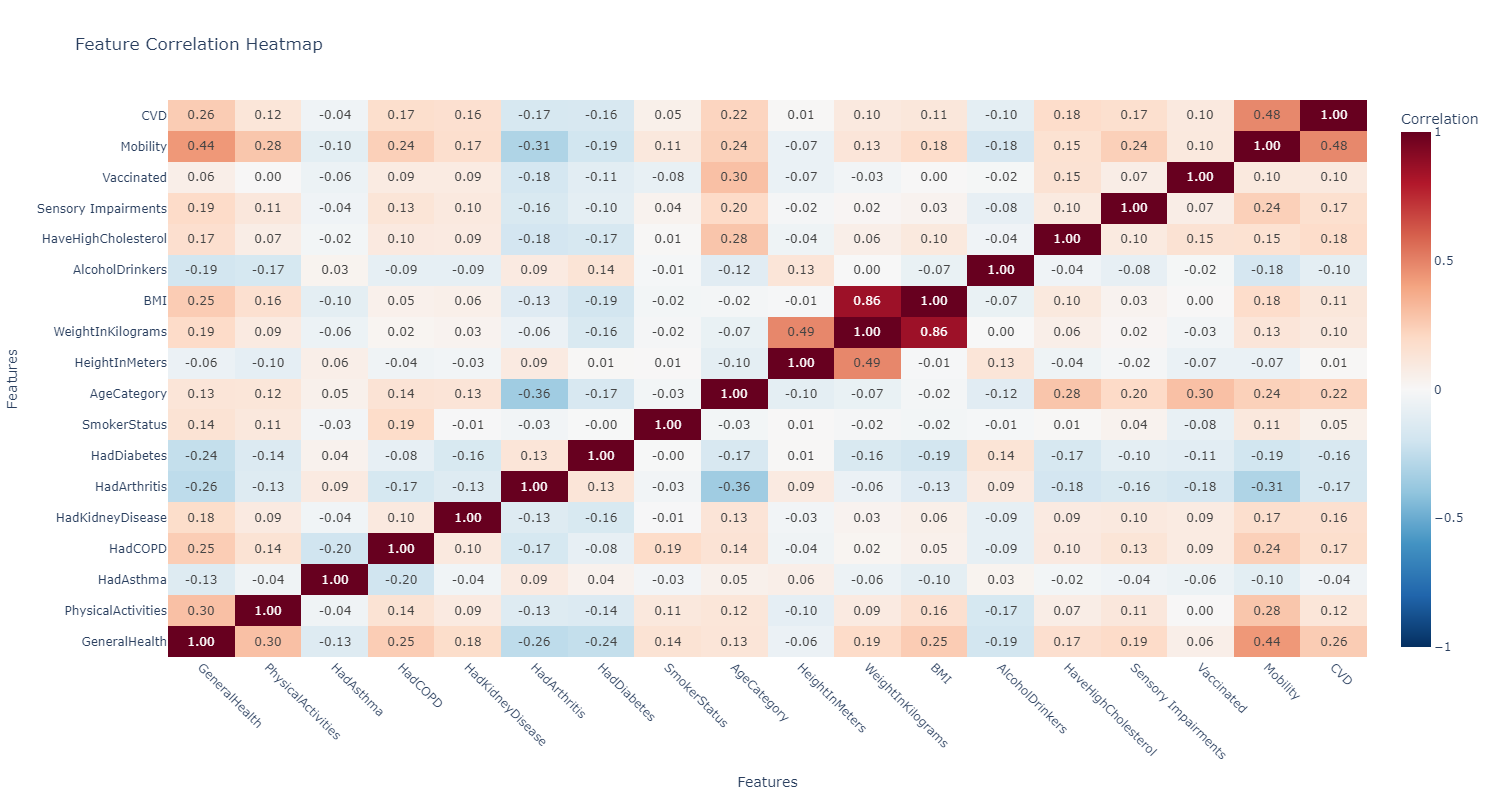 Feature Correlation Heatmap
CVD 0.26 0.12 -0.04 0.17 0.16 -0.17 -0.16 0.05 0.22 0.01 0.10 0.11 -0.10 0.18 0.17 0.10 0.48 1.00
Mobility 0.44 0.28 -0.10 0.24 0.17 -0.31 -0.19 0.11 0.24 -0.07 0.13 0.18 -0.18 0.15 0.24 0.10 1.00 0.48
Vaccinated 0.06 0.00 -0.06 0.09 0.09 -0.18 -0.11 -0.08 0.30 -0.07 -0.03 0.00 -0.02 0.15 0.07 1.00 0.10 0.10
Sensory Impairments 0.19 0.11 -0.04 0.13 0.10 -0.16 -0.10 0.04 0.20 -0.02 0.02 0.03 -0.08 0.10 1.00 0.07 0.24 0.17
HaveHighCholesterol 0.17 0.07 -0.02 0.10 0.09 -0.18 -0.17 0.01 0.28 -0.04 0.06 0.10 -0.04 1.00 0.10 0.15 0.15 0.18
AlcoholDrinkers -0.19 -0.17 0.03 -0.09 -0.09 0.09 0.14 -0.01 -0.12 0.13 0.00 -0.07 1.00 -0.04 -0.08 -0.02 -0.18 -0.10
BMI 0.25 0.16 -0.10 0.05 0.06 -0.13 -0.19 -0.02 -0.02 -0.01 0.86 1.00 -0.07 0.10 0.03 0.00 0.18 0.11
WeightInKilograms 0.19 0.09 -0.06 0.02 0.03 -0.06 -0.16 -0.02 -0.07 0.49 1.00 0.86 0.00 0.06 0.02 -0.03 0.13 0.10
HeightInMeters -0.06 -0.10 0.06 -0.04 -0.03 0.09 0.01 0.01 -0.10 1.00 0.49 -0.01 0.13 -0.04 -0.02 -0.07 -0.07 0.01
AgeCategory 0.13 0.12 0.05 0.14 0.13 -0.36 -0.17 -0.03 1.00 -0.10 -0.07 -0.02 -0.12 0.28 0.20 0.30 0.24 0.22
SmokerStatus 0.14 0.11 -0.03 0.19 -0.01 -0.03 -0.00 1.00 -0.03 0.01 -0.02 -0.02 -0.01 0.01 0.04 -0.08 0.11 0.05
HadDiabetes -0.24 -0.14 0.04 -0.08 -0.16 0.13 1.00 -0.00 -0.17 0.01 -0.16 -0.19 0.14 -0.17 -0.10 -0.11 -0.19 -0.16
HadArthritis -0.26 -0.13 0.09 -0.17 -0.13 1.00 0.13 -0.03 -0.36 0.09 -0.06 -0.13 0.09 -0.18 -0.16 -0.18 -0.31 -0.17
HadKidneyDisease 0.18 0.09 -0.04 0.10 1.00 -0.13 -0.16 -0.01 0.13 -0.03 0.03 0.06 -0.09 0.09 0.10 0.09 0.17 0.16
HadCOPD 0.25 0.14 -0.20 1.00 0.10 -0.17 -0.08 0.19 0.14 -0.04 0.02 0.05 -0.09 0.10 0.13 0.09 0.24 0.17
HadAsthma -0.13 -0.04 1.00 -0.20 -0.04 0.09 0.04 -0.03 0.05 0.06 -0.06 -0.10 0.03 -0.02 -0.04 -0.06 -0.10 -0.04
PhysicalActivities 0.30 1.00 -0.04 0.14 0.09 -0.13 -0.14 0.11 0.12 -0.10 0.09 0.16 -0.17 0.07 0.11 0.00 0.28 0.12
GeneralHealth 1.00 0.30 -0.13 0.25 0.18 -0.26 -0.24 0.14 0.13 -0.06 0.19 0.25 -0.19 0.17 0.19 0.06 0.44 0.26
Features
GeneralHealth
PhysicalActivities
HadAsthma
HadCOPD
HadKidneyDisease
HadArthritis
HadDiabetes
SmokerStatus
AgeCategory
HeightInMeters
WeightInKilograms
BMI
AlcoholDrinkers
HaveHighCholesterol
Sensory Impairments
Vaccinated
Mobility
CVD
Features
Correlation
1
0.5
0
−0.5
−1